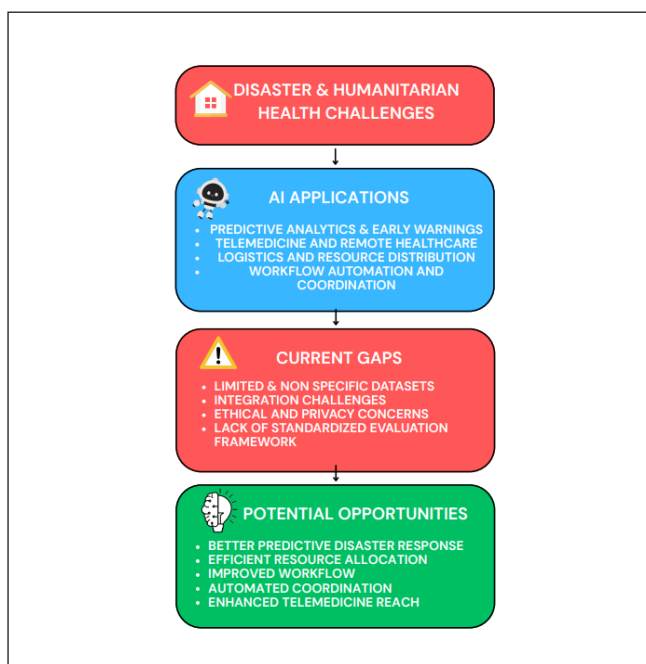 DISASTER & HUMANITARIAN
HEALTH CHALLENGES
AI APPLICATIONS
• PREDICTIVE ANALYTICS & EARLY WARNINGS
• TELEMEDICINE AND REMOTE HEALTHCARE
• LOGISTICS AND RESOURCE DISTRIBUTION
• WORKFLOW AUTOMATION AND
COORDINATION
CURRENT GAPS
• LIMITED & NON SPECIFIC DATASETS
• INTEGRATION CHALLENGES
• ETHICAL AND PRIVACY CONCERNS
• LACK OF STANDARDIZED EVALUATION
FRAMEWORK
POTENTIAL OPPORTUNITIES
• BETTER PREDICTIVE DISASTER RESPONSE
• EFFICIENT RESOURCE ALLOCATION
• IMPROVED WORKFLOW
• AUTOMATED COORDINATION
• ENHANCED TELEMEDICINE REACH